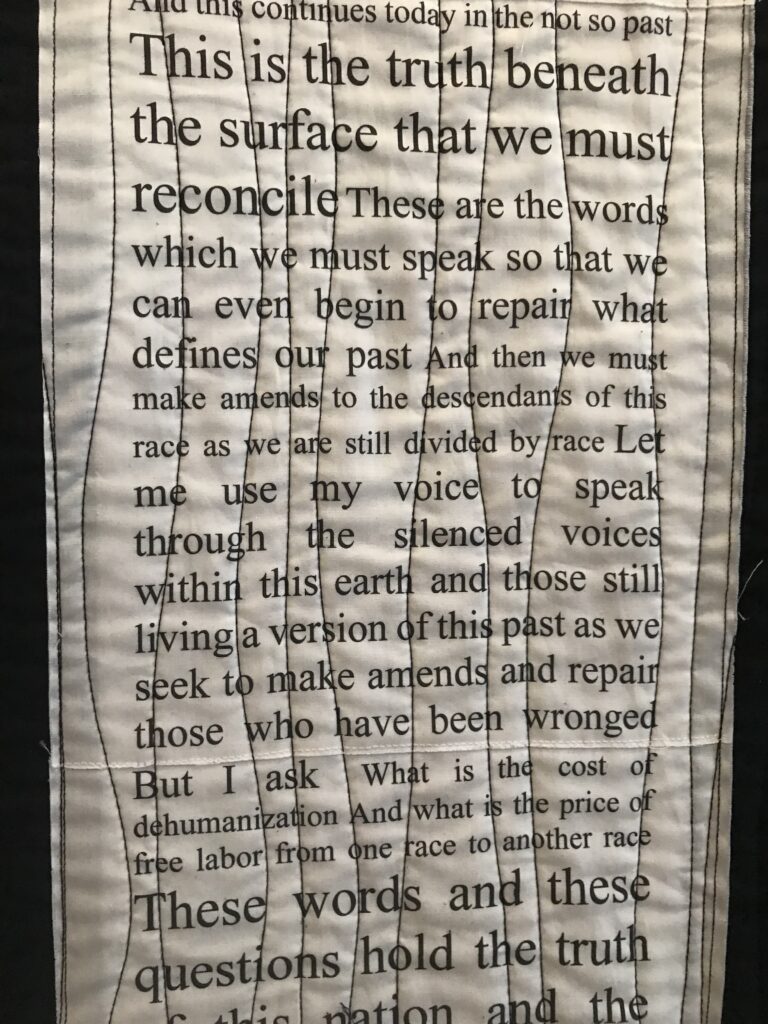 And this continues today in the not so past
This is the truth beneath
the surface that we must
reconcile These are the words
which we must speak so that we
can even begin to repair what
defines our past And then we must
make amends to the descendants of this
race as we are still divided by race Let
me use my voice to speak
through the silenced voices
within this earth and those still
living a version of this past as we
seek to make amends and repair
those who have been wronged
But I ask What is the cost of
dehumanization And what is the price of
free labor from one race to another race
These words and these
questions hold the truth
of this nation and the